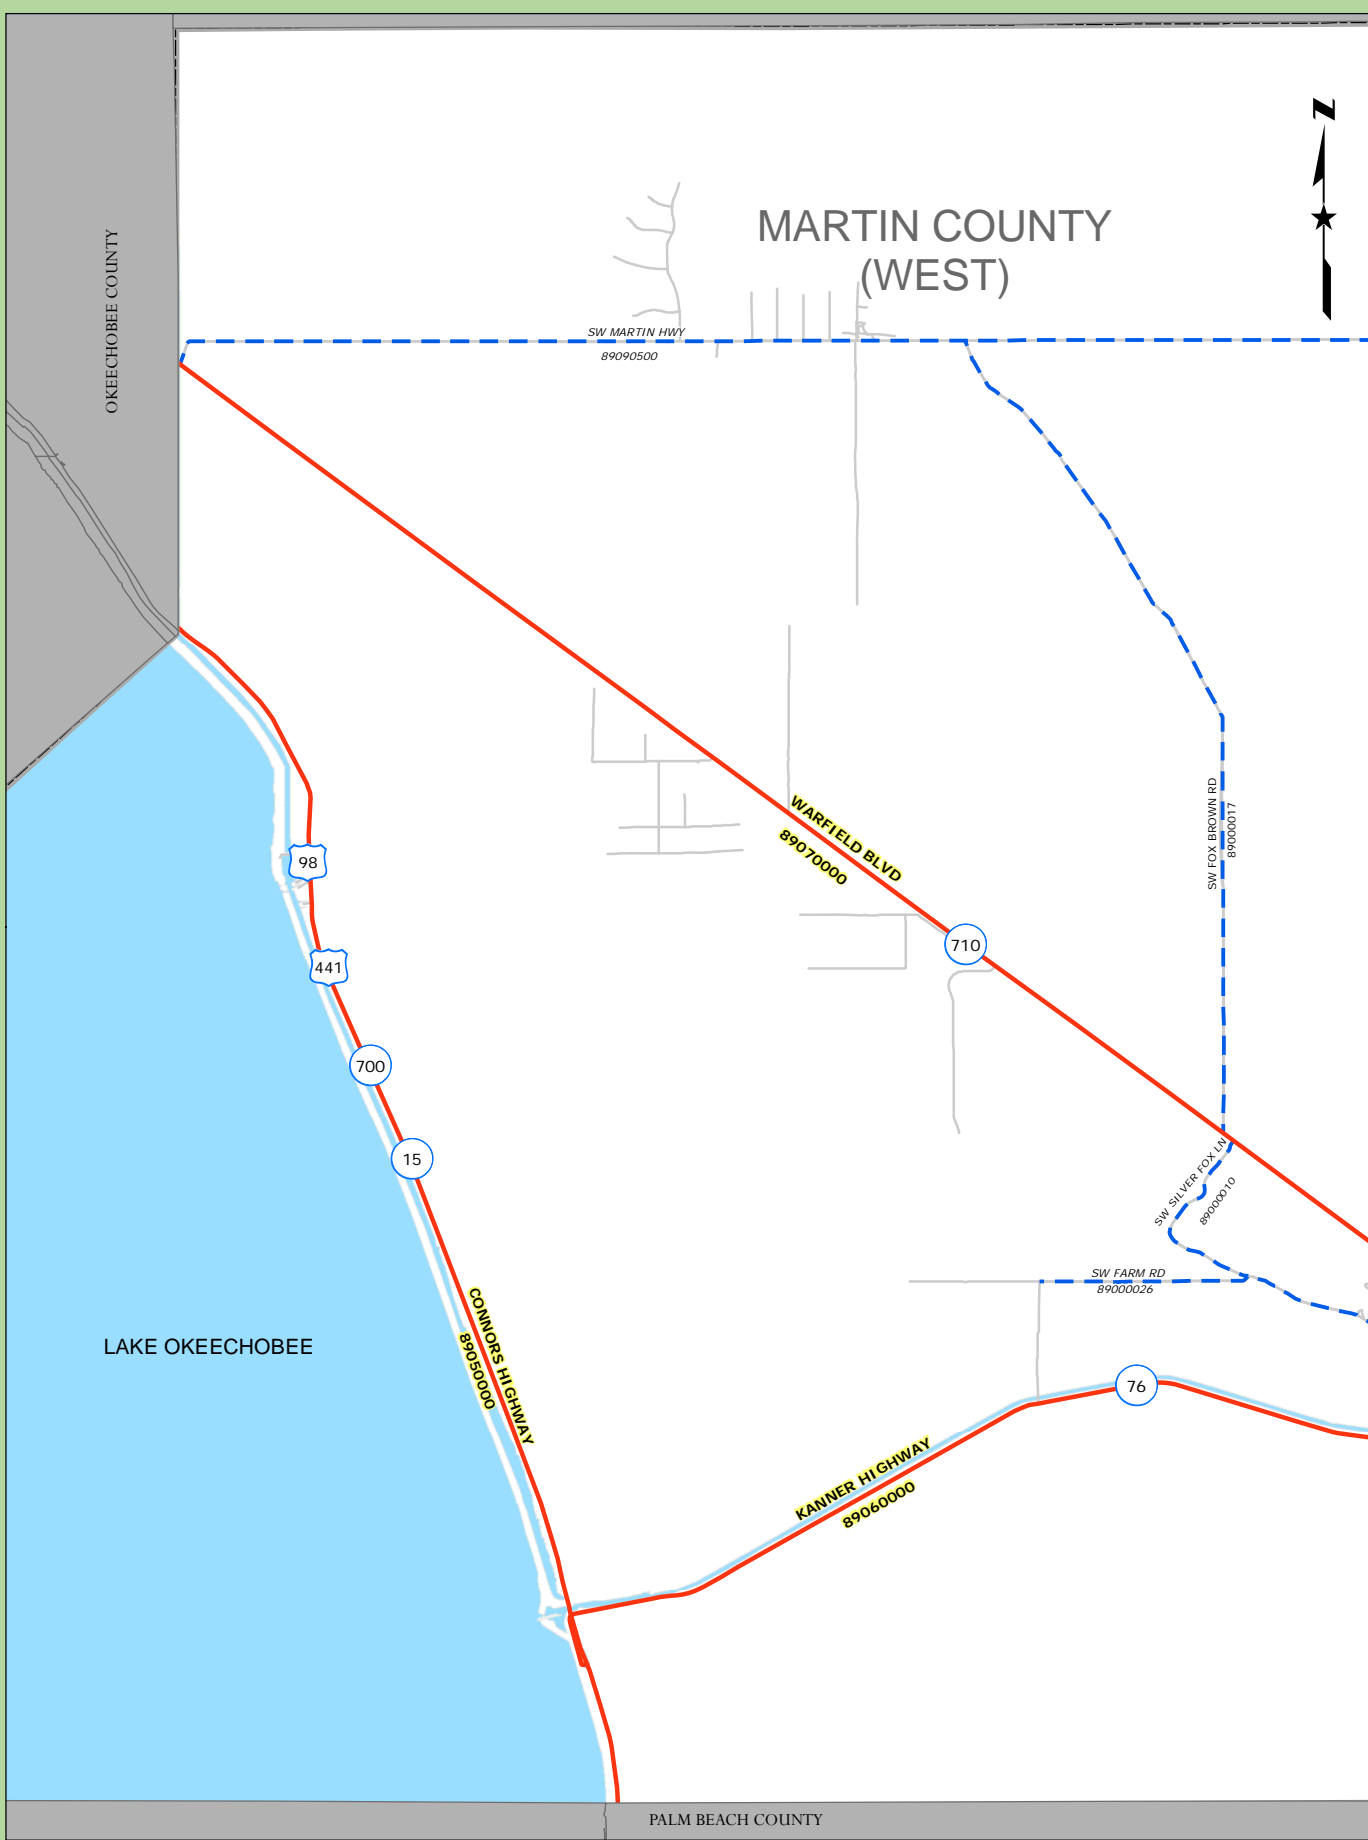 N
MARTIN COUNTY
(WEST)
OKEECHOBEE COUNTY
SW MARTIN HWY
89090500
WARFIELD BLVD
89070000
SW FOX BROWN RD
89000017
98
710
441
700
15
SW SILVER FOX LN
89000010
SW FARM RD
89000026
CONNORS HIGHWAY
89050000
LAKE OKEECHOBEE
76
KANNER HIGHWAY
89060000
PALM BEACH COUNTY